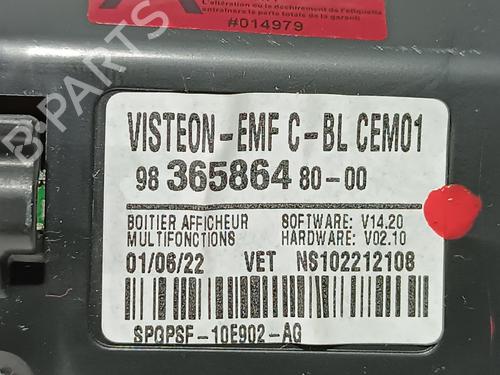 L'altération ou le déchirement de l'etiquette
entraînera la perte totale de la garanti
#014979
B-PARTS
VISTEON-EMF C-BL CEM01
98 365864 80-00
BOITIER AFFICHEUR SOFTWARE: V14.20
MULTIFONCTIONS HARDWARE: V02.10
01/06/22 VET NS102212108
SPGPSF-10E902-AG